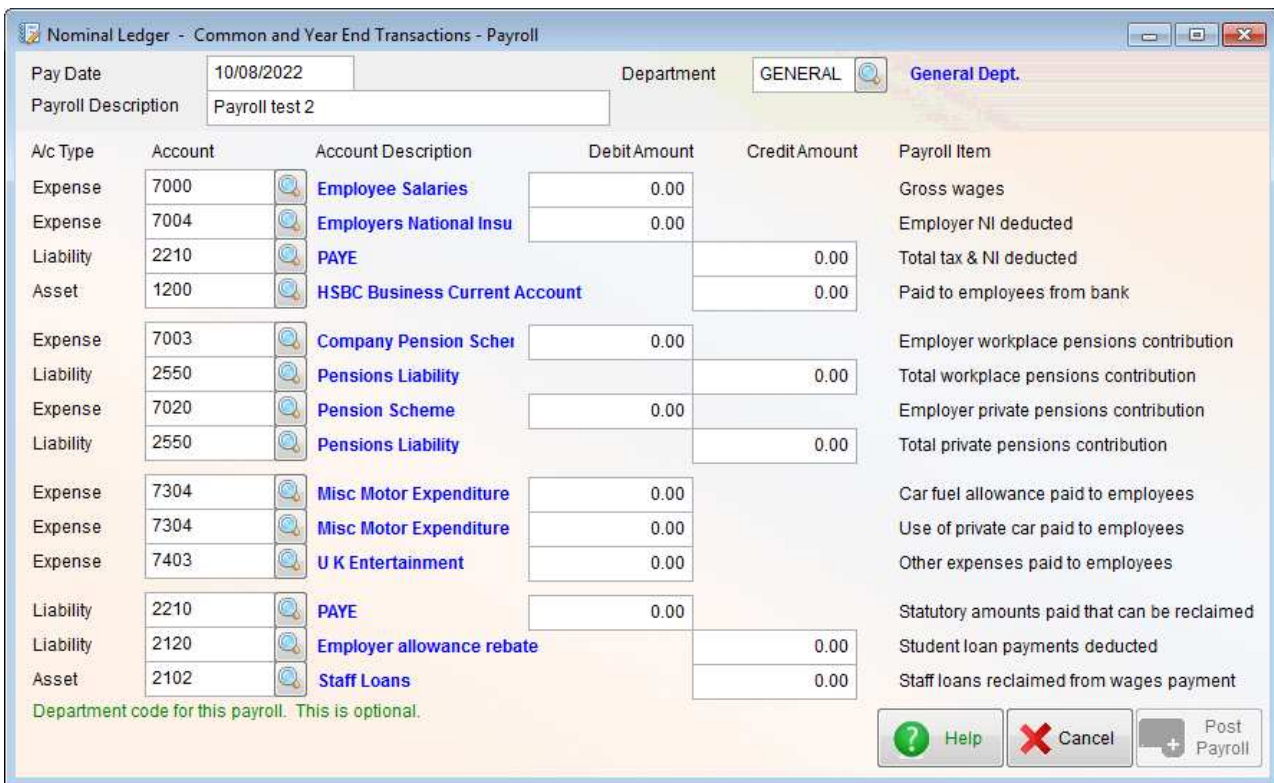 Nominal Ledger - Common and Year End Transactions - Payroll
Pay Date 10/08/2022 Department GENERAL General Dept.
Payroll Description Payroll test 2
A/c Type Account Account Description Debit Amount Credit Amount Payroll Item
Expense 7000 Employee Salaries 0.00 Gross wages
Expense 7004 Employers National Insu 0.00 Employer NI deducted
Liability 2210 PAYE 0.00 Total tax & NI deducted
Asset 1200 HSBC Business Current Account 0.00 Paid to employees from bank
Expense 7003 Company Pension Scher 0.00 Employer workplace pensions contribution
Liability 2550 Pensions Liability 0.00 Total workplace pensions contribution
Expense 7020 Pension Scheme 0.00 Employer private pensions contribution
Liability 2550 Pensions Liability 0.00 Total private pensions contribution
Expense 7304 Misc Motor Expenditure 0.00 Car fuel allowance paid to employees
Expense 7304 Misc Motor Expenditure 0.00 Use of private car paid to employees
Expense 7403 U K Entertainment 0.00 Other expenses paid to employees
Liability 2210 PAYE 0.00 Statutory amounts paid that can be reclaimed
Liability 2120 Employer allowance rebate 0.00 Student loan payments deducted
Asset 2102 Staff Loans 0.00 Staff loans reclaimed from wages payment
Department code for this payroll. This is optional.
Help Cancel Post Payroll